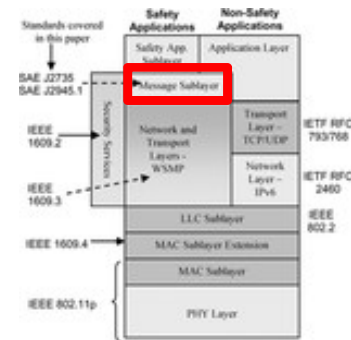 Safety Applications
Non-Safety Applications
Standards covered in this paper
Safety App. Sublayer
Application Layer
SAE J2735
SAE J2945.1
Message Sublayer
Security Services
IEEE 1609.2
Network and Transport Layers - WSMP
Transport Layer – TCP/UDP
IETF RFC 793/768
IEEE 1609.3
Network Layer – IPv6
IETF RFC 2460
LLC Sublayer
IEEE 802.2
IEEE 1609.4
MAC Sublayer Extension
MAC Sublayer
IEEE 802.11p
PHY Layer